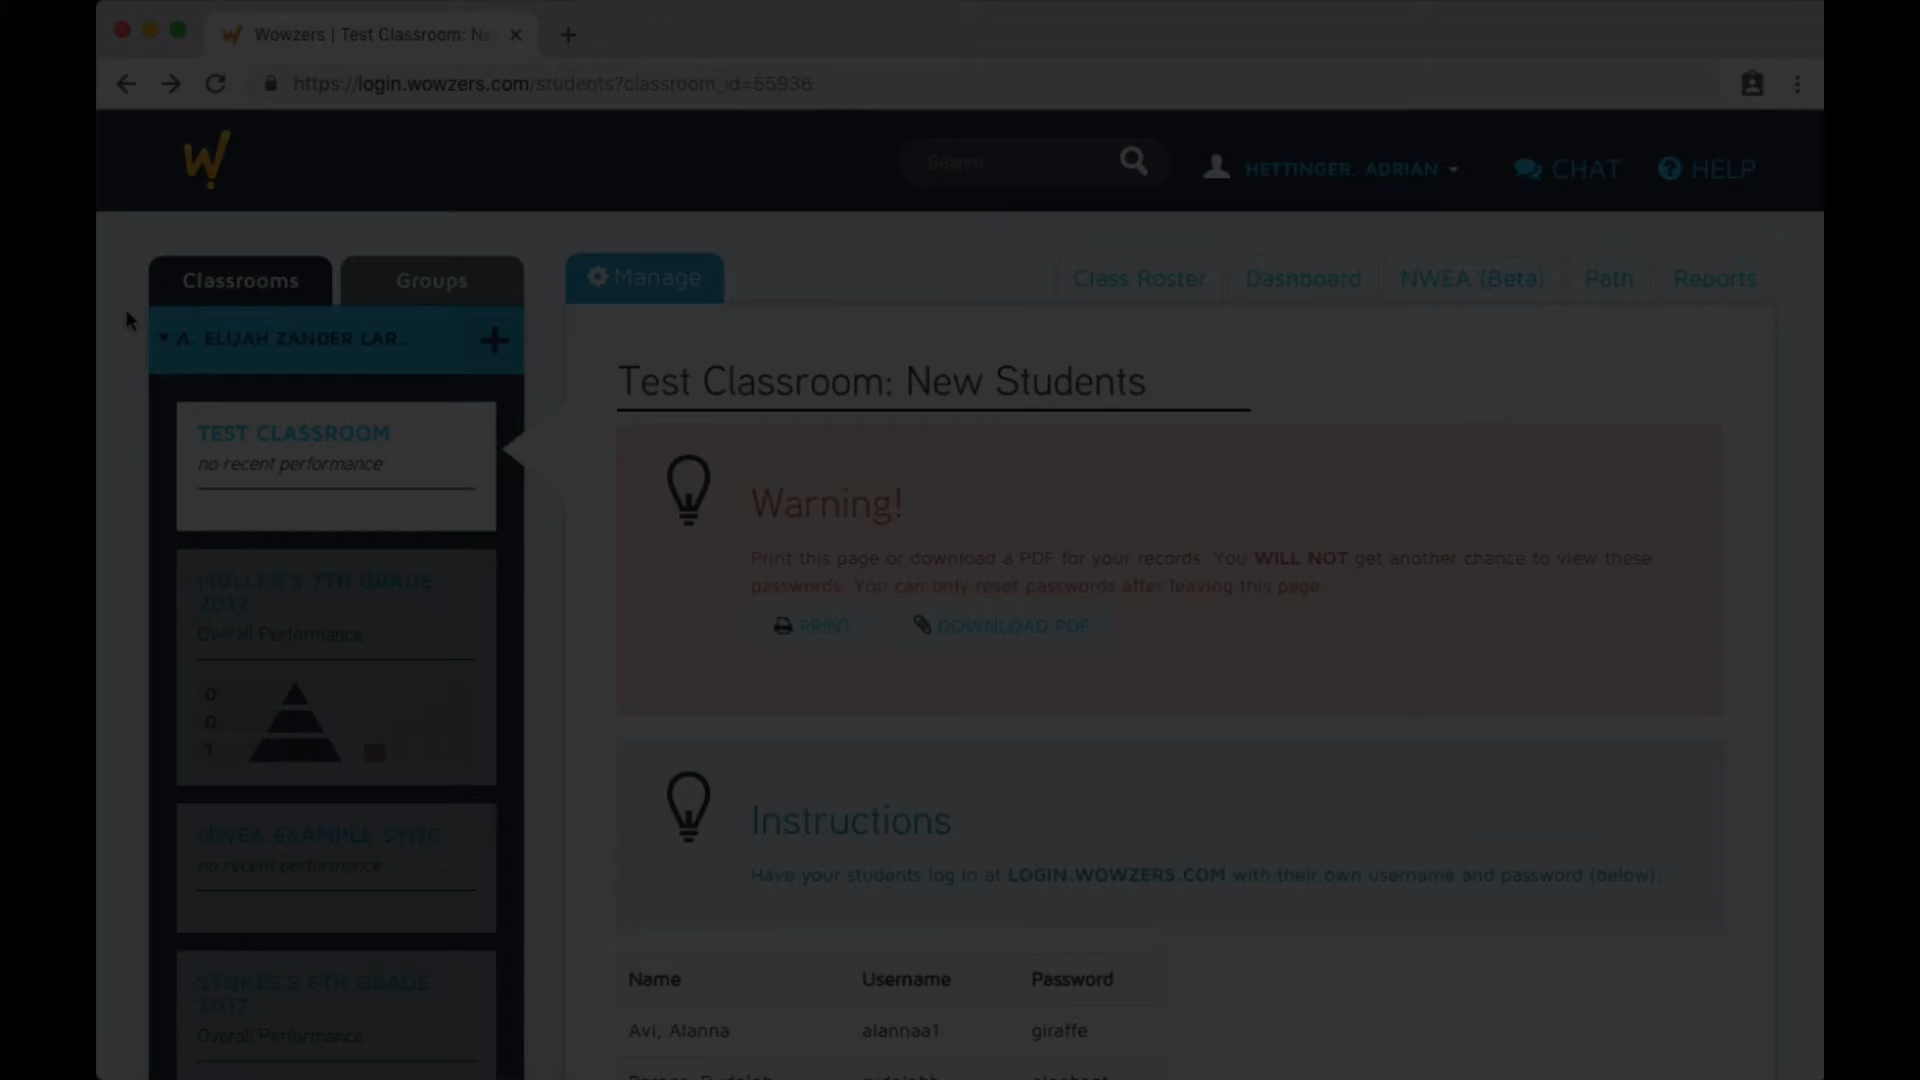 Wowzers | Test Classroom: Ne
https://login.wowzers.com/students?classroom_id=55936
Search
HETTINGER, ADRIAN
CHAT
HELP
Classrooms
Groups
Manage
Class Roster
Dashboard
NWEA (Beta)
Path
Reports
A. ELIJAH ZANDER LAR...
TEST CLASSROOM
no recent performance
MULLER'S 7TH GRADE
2017
Overall Performance
0
0
1
NWEA EXAMPLE SYNC
no recent performance
STOKES'S 6TH GRADE
2017
Overall Performance
Test Classroom: New Students
Warning!
Print this page or download a PDF for your records. You WILL NOT get another chance to view these
passwords. You can only reset passwords after leaving this page.
PRINT
DOWNLOAD PDF
Instructions
Have your students log in at LOGIN.WOWZERS.COM with their own username and password (below).
Name Username Password
Avi, Alanna alannaa1 giraffe